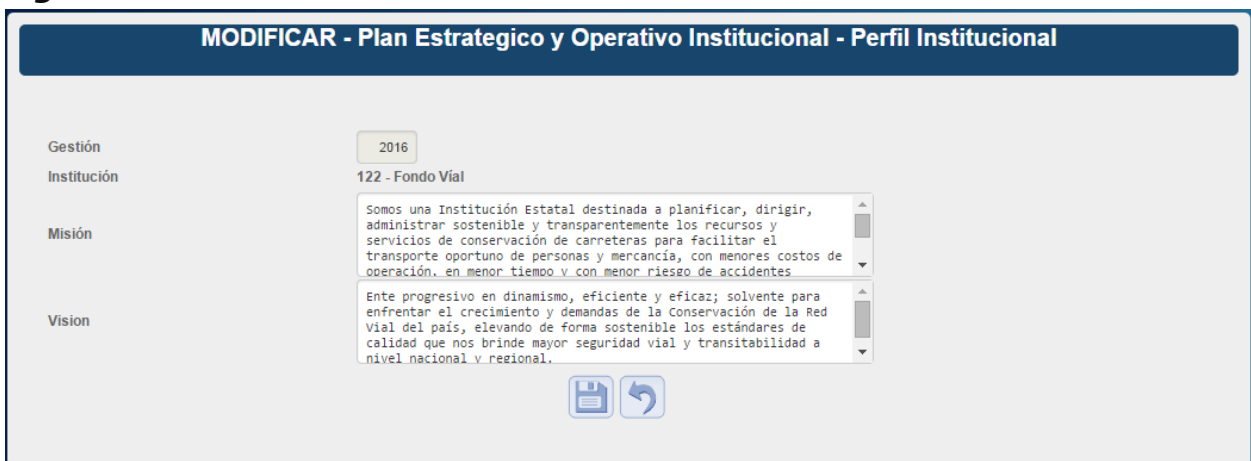 MODIFICAR - Plan Estrategico y Operativo Institucional - Perfil Institucional
Gestión 2016
Institución 122 - Fondo Víal
Misión
Somos una Institución Estatal destinada a planificar, dirigir,
administrar sostenible y transparentemente los recursos y
servicios de conservación de carreteras para facilitar el
transporte oportuno de personas y mercancía, con menores costos de
operación, en menor tiempo y con menor riesgo de accidentes
Vision
Ente progresivo en dinamismo, eficiente y eficaz; solvente para
enfrentar el crecimiento y demandas de la Conservación de la Red
Vial del país, elevando de forma sostenible los estándares de
calidad que nos brinde mayor seguridad vial y transitabilidad a
nivel nacional y regional.